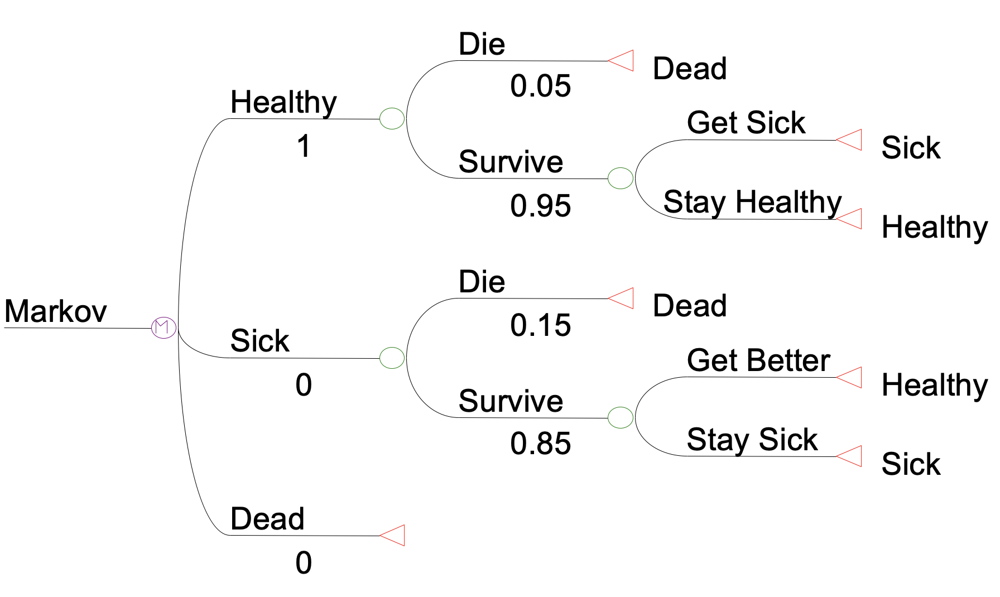 Die
0.05
Dead
Healthy
1
Get Sick
Sick
Survive
0.95
Stay Healthy
Healthy
Markov
M
Die
0.15
Dead
Sick
0
Get Better
Healthy
Survive
0.85
Stay Sick
Sick
Dead
0